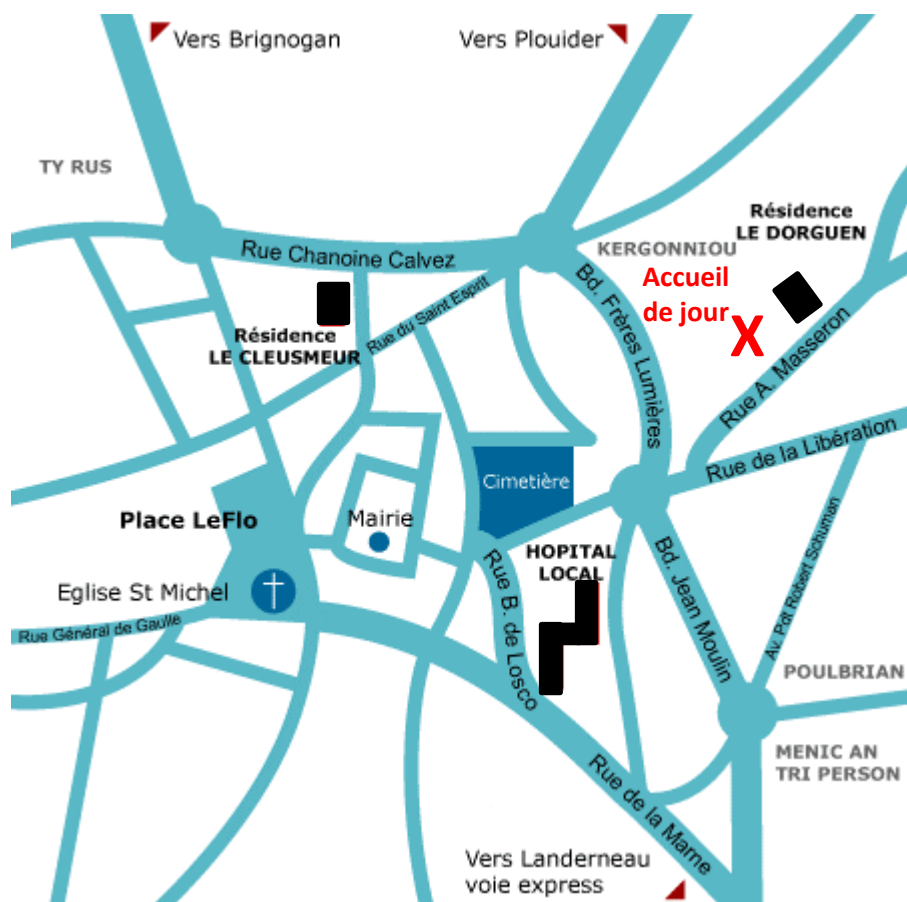 Vers Brignogan
Vers Plouider
TY RUS
Résidence
LE DORGUEN
KERGONNIOU
Rue Chanoine Calvez
Accueil
de jour
X
Bd. Frères Lumières
Rue du Saint Esprit
Résidence
LE CLEUSMEUR
Rue A. Masseron
Rue de la Libération
Cimetière
Place LeFlo
Mairie
HOPITAL
LOCAL
Eglise St Michel
Rue Général de Gaulle
Rue B. de Losco
Bd. Jean Moulin
Av. Pdt Robert Schuman
POULBRIAN
MENIC AN
TRI PERSON
Rue de la Marne
Vers Landerneau
voie express